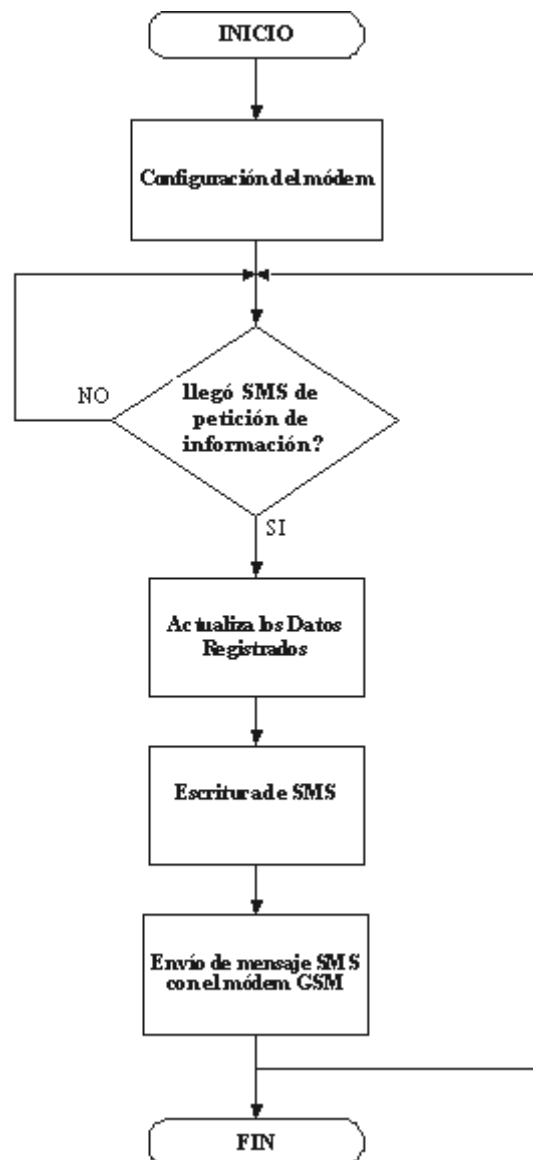 INICIO
Configuración del módem
llegó SMS de
petición de
información?
NO
SI
Actualiza los Datos
Registrados
Escritura de SMS
Envío de mensaje SMS
con el módem GSM
FIN